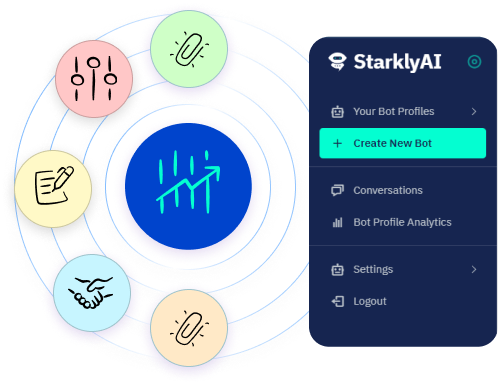 StarklyAI
Your Bot Profiles
Create New Bot
Conversations
Bot Profile Analytics
Settings
Logout